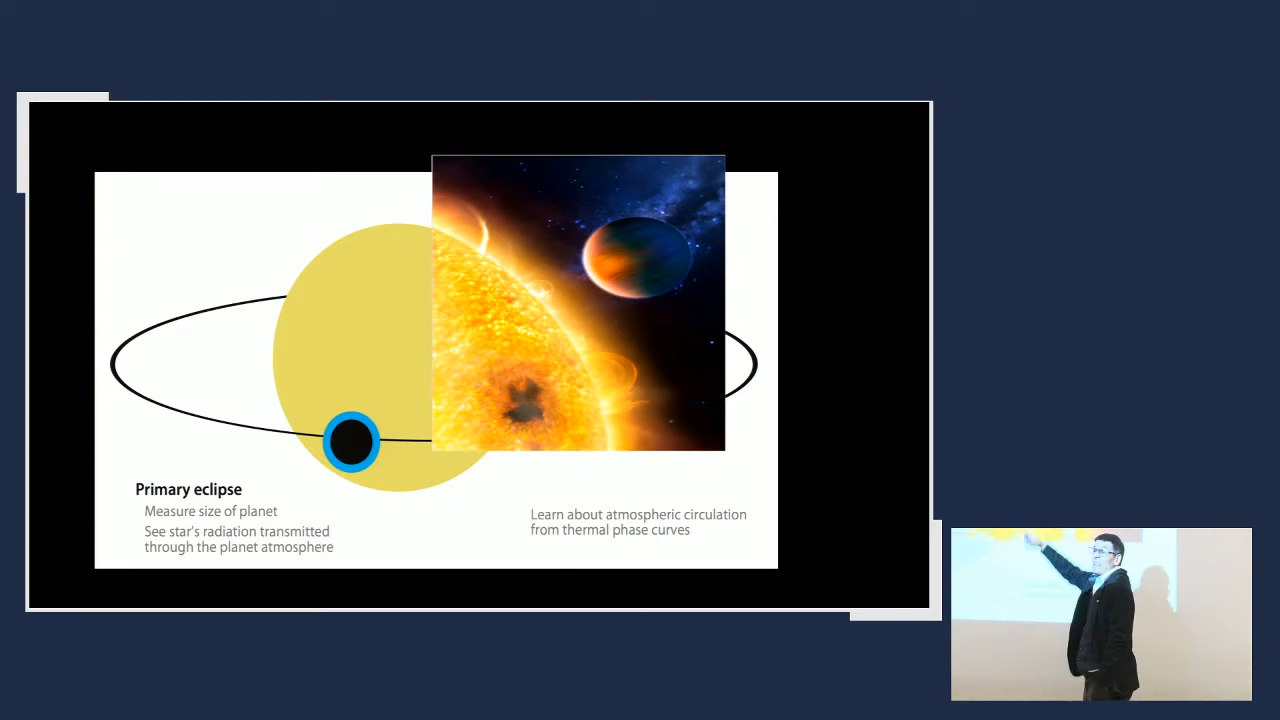 Primary eclipse
Measure size of planet
See star's radiation transmitted
through the planet atmosphere
Learn about atmospheric circulation
from thermal phase curves